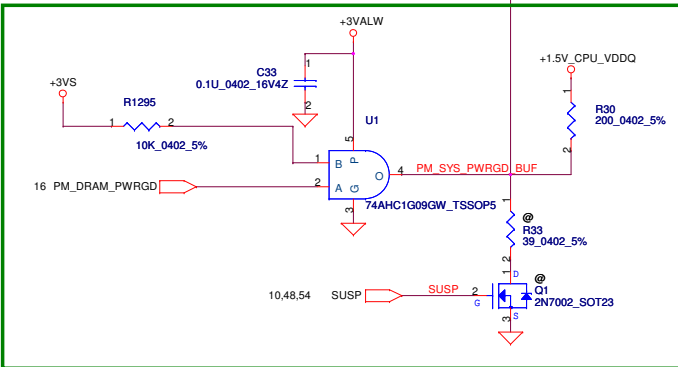 +3VALW
+1.5V_CPU_VDDQ
+3VS
C33
0.1U_0402_16V4Z
1
2
R1295
1
2
10K_0402_5%
U1
5
1
B
P
2
A
G
O
4
3
PM_SYS_PWRGD_BUF
74AHC1G09GW_TSSOP5
16 PM_DRAM_PWRGD
1
R30
200_0402_5%
2
1
@
R33
39_0402_5%
2
10,48,54
SUSP
SUSP
2
G
1
D
@
Q1
2N7002_SOT23
3
S